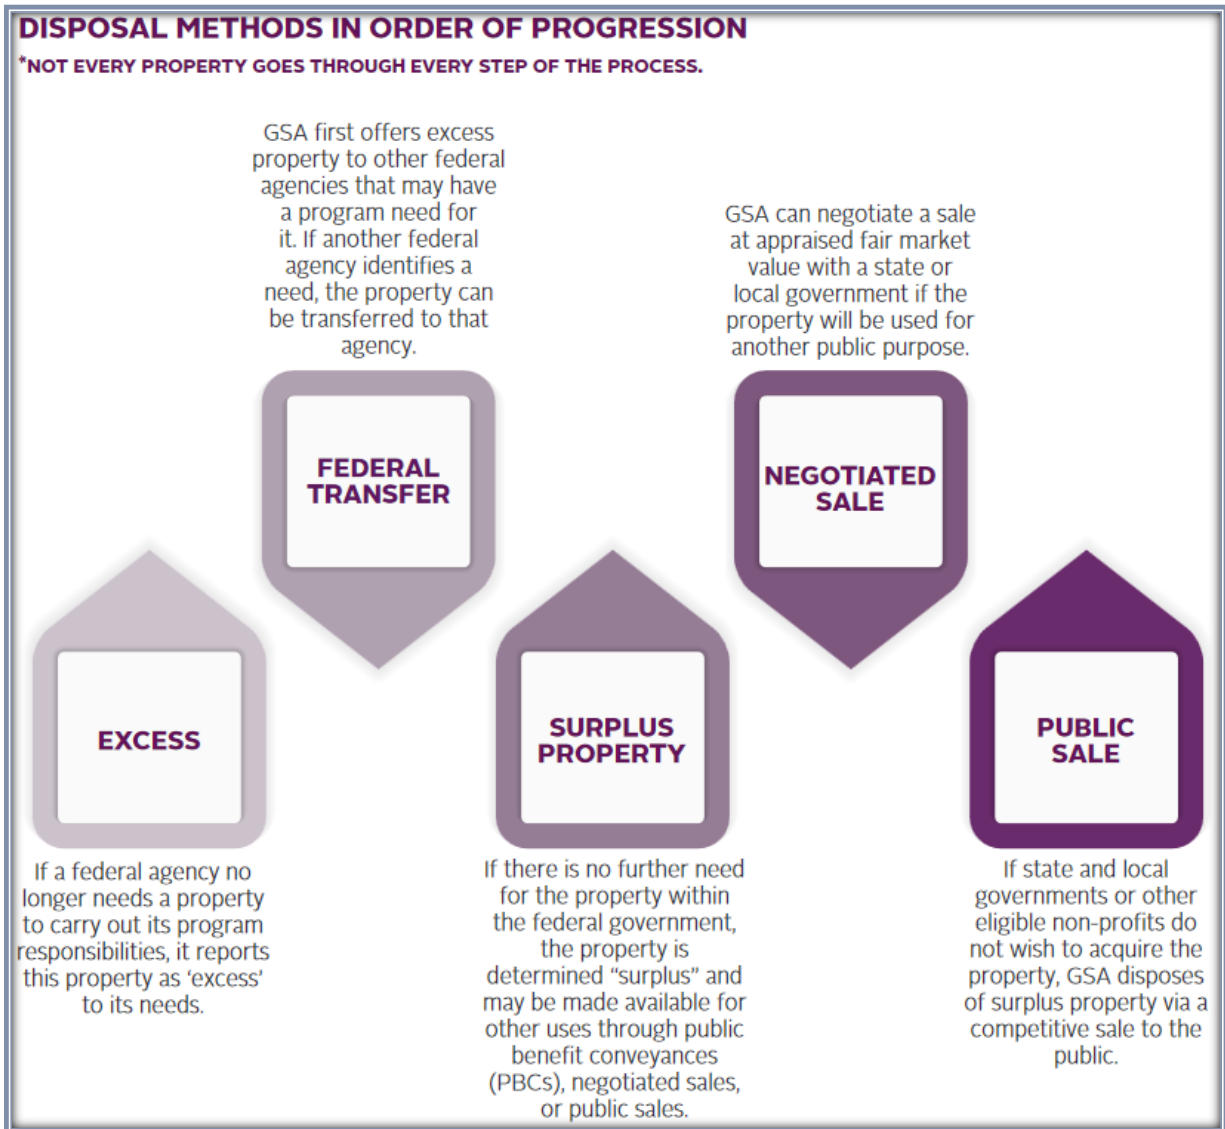 DISPOSAL METHODS IN ORDER OF PROGRESSION
*NOT EVERY PROPERTY GOES THROUGH EVERY STEP OF THE PROCESS.
EXCESS
If a federal agency no
longer needs a property
to carry out its program
responsibilities, it reports
this property as ‘excess’
to its needs.
GSA first offers excess
property to other federal
agencies that may have
a program need for
it. If another federal
agency identifies a
need, the property can
be transferred to that
agency.
FEDERAL
TRANSFER
SURPLUS
PROPERTY
If there is no further need
for the property within
the federal government,
the property is
determined “surplus” and
may be made available for
other uses through public
benefit conveyances
(PBCs), negotiated sales,
or public sales.
GSA can negotiate a sale
at appraised fair market
value with a state or
local government if the
property will be used for
another public purpose.
NEGOTIATED
SALE
PUBLIC
SALE
If state and local
governments or other
eligible non-profits do
not wish to acquire the
property, GSA disposes
of surplus property via a
competitive sale to the
public.